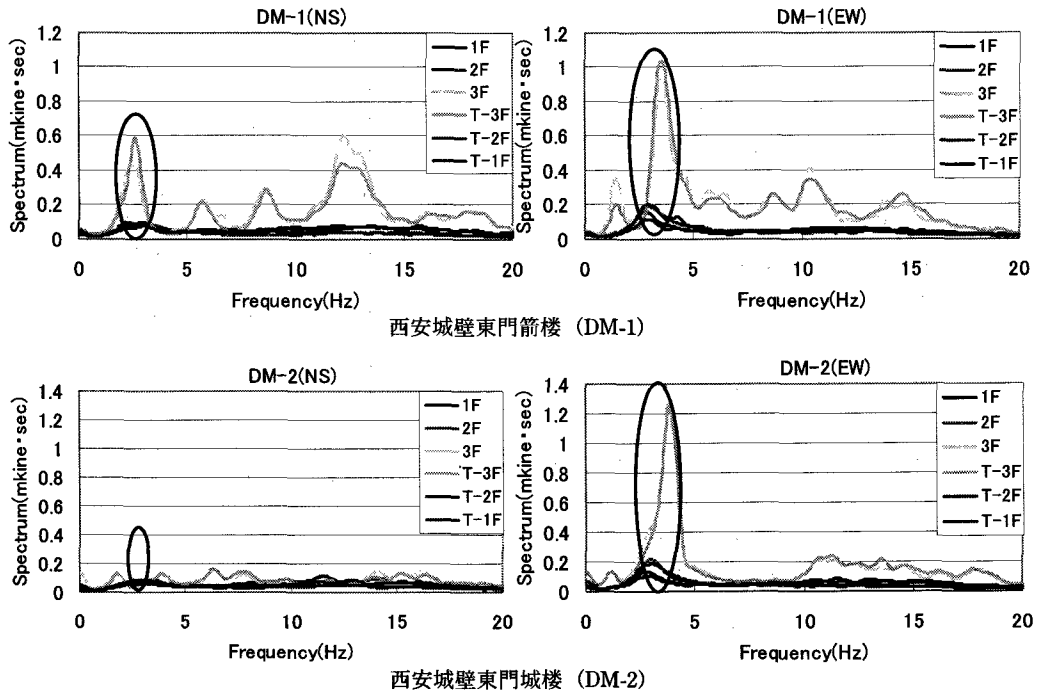 DM-1(NS)
Spectrum(mkine・sec)
1.2
1
0.8
0.6
0.4
0.2
0
0 5 10 15 20
Frequency(Hz)
1F
2F
3F
T-3F
T-2F
T-1F
DM-1(EW)
Spectrum(mkine・sec)
1.2
1
0.8
0.6
0.4
0.2
0
0 5 10 15 20
Frequency(Hz)
1F
2F
3F
T-3F
T-2F
T-1F
西安城壁東門箭楼 (DM-1)
DM-2(NS)
Spectrum(mkine・sec)
1.4
1.2
1
0.8
0.6
0.4
0.2
0
0 5 10 15 20
Frequency(Hz)
1F
2F
3F
T-3F
T-2F
T-1F
DM-2(EW)
Spectrum(mkine・sec)
1.4
1.2
1
0.8
0.6
0.4
0.2
0
0 5 10 15 20
Frequency(Hz)
1F
2F
3F
T-3F
T-2F
T-1F
西安城壁東門城楼 (DM-2)